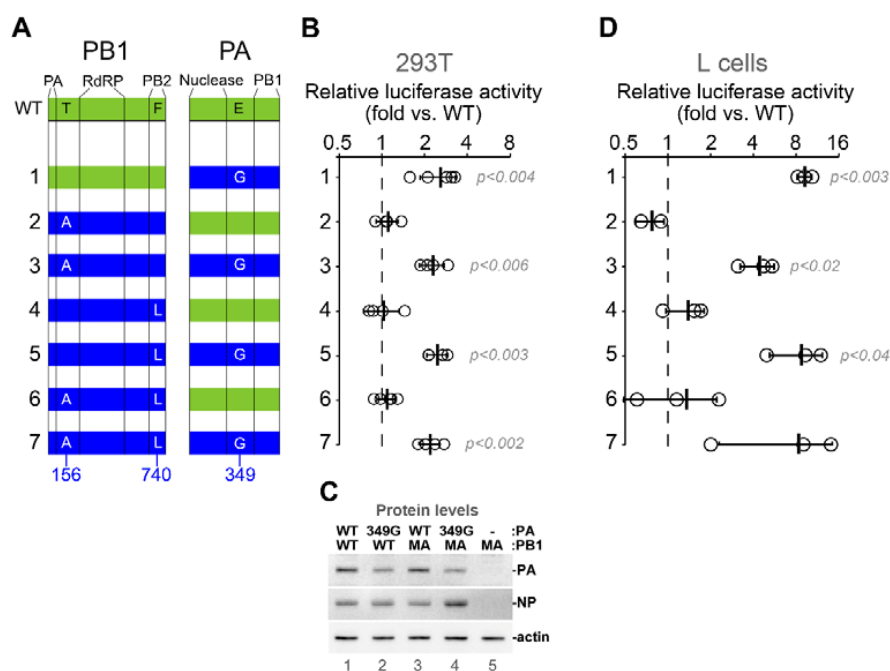 A
PB1 PA
PA RdRP PB2 Nuclease PB1
WT T F E
1 G
2 A
3 A G
4 L
5 L G
6 A L
7 A L G
156 740 349
B
293T
Relative luciferase activity
(fold vs. WT)
0.5 1 2 4 8
1 p<0.004
2
3 p<0.006
4
5 p<0.003
6
7 p<0.002
D
L cells
Relative luciferase activity
(fold vs. WT)
0.5 1 2 4 8 16
1 p<0.003
2
3 p<0.02
4
5 p<0.04
6
7
C
Protein levels
WT 349G WT 349G - :PA
WT WT MA MA MA :PB1
-PA
-NP
-actin
1 2 3 4 5